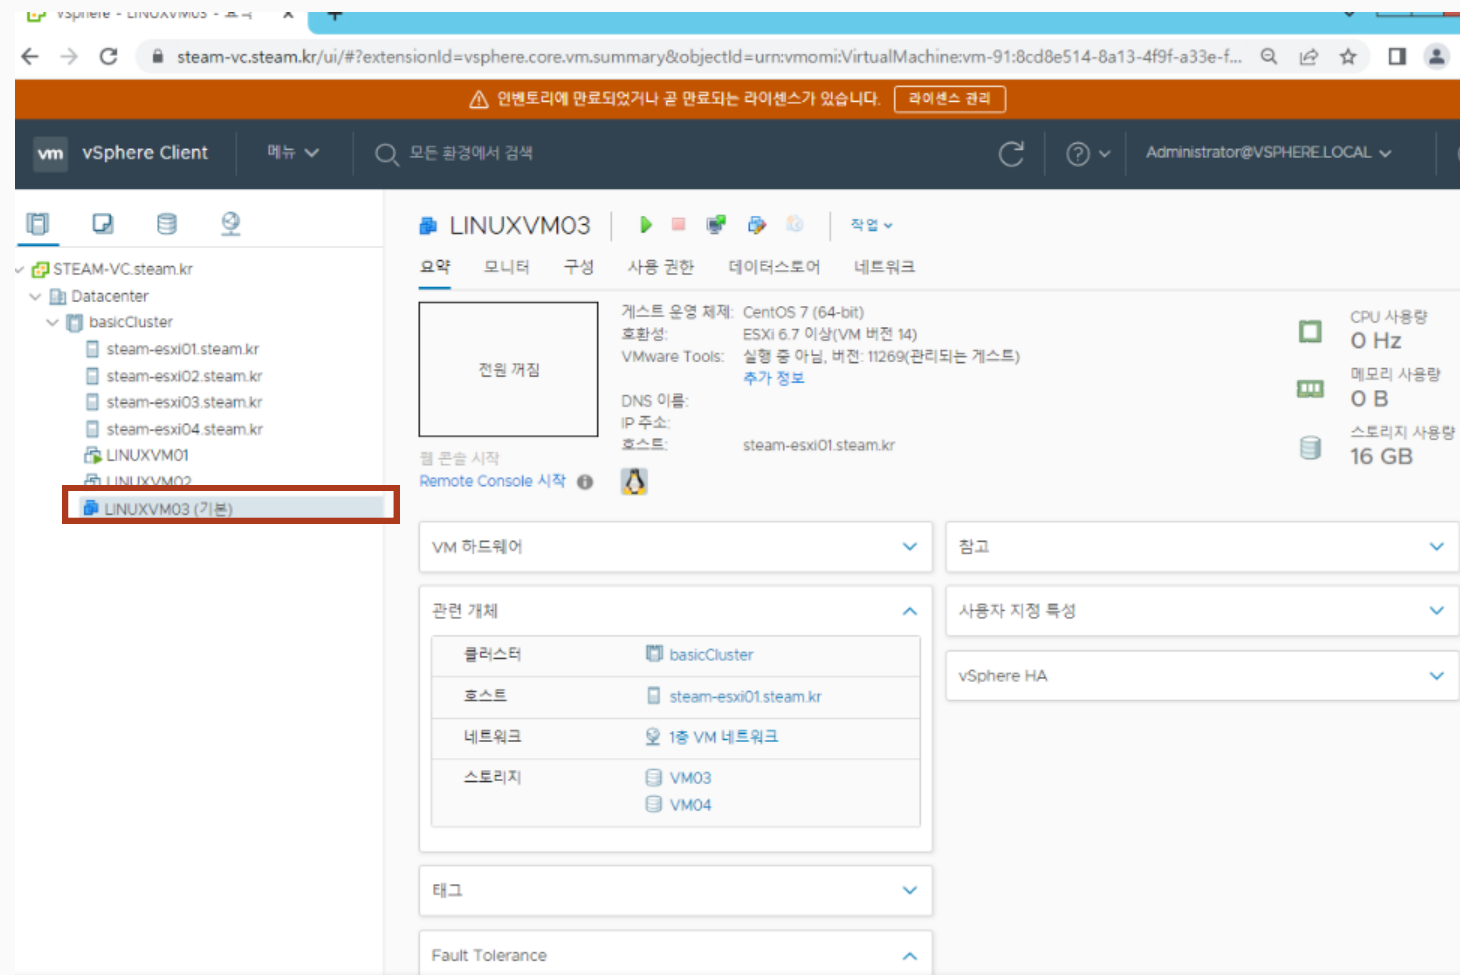 vSphere - LINUXVM03 - 요약
steam-vc.steam.kr/ui/#?extensionId=vsphere.core.vm.summary&objectId=urn:vmomi:VirtualMachine:vm-91:8cd8e514-8a13-4f9f-a33e-f...
인벤토리에 만료되었거나 곧 만료되는 라이센스가 있습니다. 라이센스 관리
vm vSphere Client 메뉴 모든 환경에서 검색 Administrator@VSPHERE.LOCAL
STEAM-VC.steam.kr
Datacenter
basicCluster
steam-esxi01.steam.kr
steam-esxi02.steam.kr
steam-esxi03.steam.kr
steam-esxi04.steam.kr
LINUXVM01
LINUXVM02
LINUXVM03 (기본)
LINUXVM03 작업
요약 모니터 구성 사용 권한 데이터스토어 네트워크
전원 꺼짐
웹 콘솔 시작
Remote Console 시작
게스트 운영 체제: CentOS 7 (64-bit)
호환성: ESXi 6.7 이상(VM 버전 14)
VMware Tools: 실행 중 아님, 버전: 11269(관리되는 게스트)
추가 정보
DNS 이름:
IP 주소:
호스트: steam-esxi01.steam.kr
CPU 사용량
0 Hz
메모리 사용량
0 B
스토리지 사용량
16 GB
VM 하드웨어
관련 개체
클러스터 basicCluster
호스트 steam-esxi01.steam.kr
네트워크 1층 VM 네트워크
스토리지 VM03
VM04
태그
Fault Tolerance
참고
사용자 지정 특성
vSphere HA